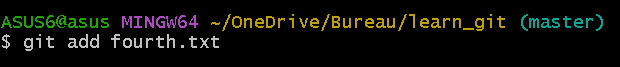 ASUS6@asus MINGW64 ~/OneDrive/Bureau/learn_git (master)
$ git add fourth.txt